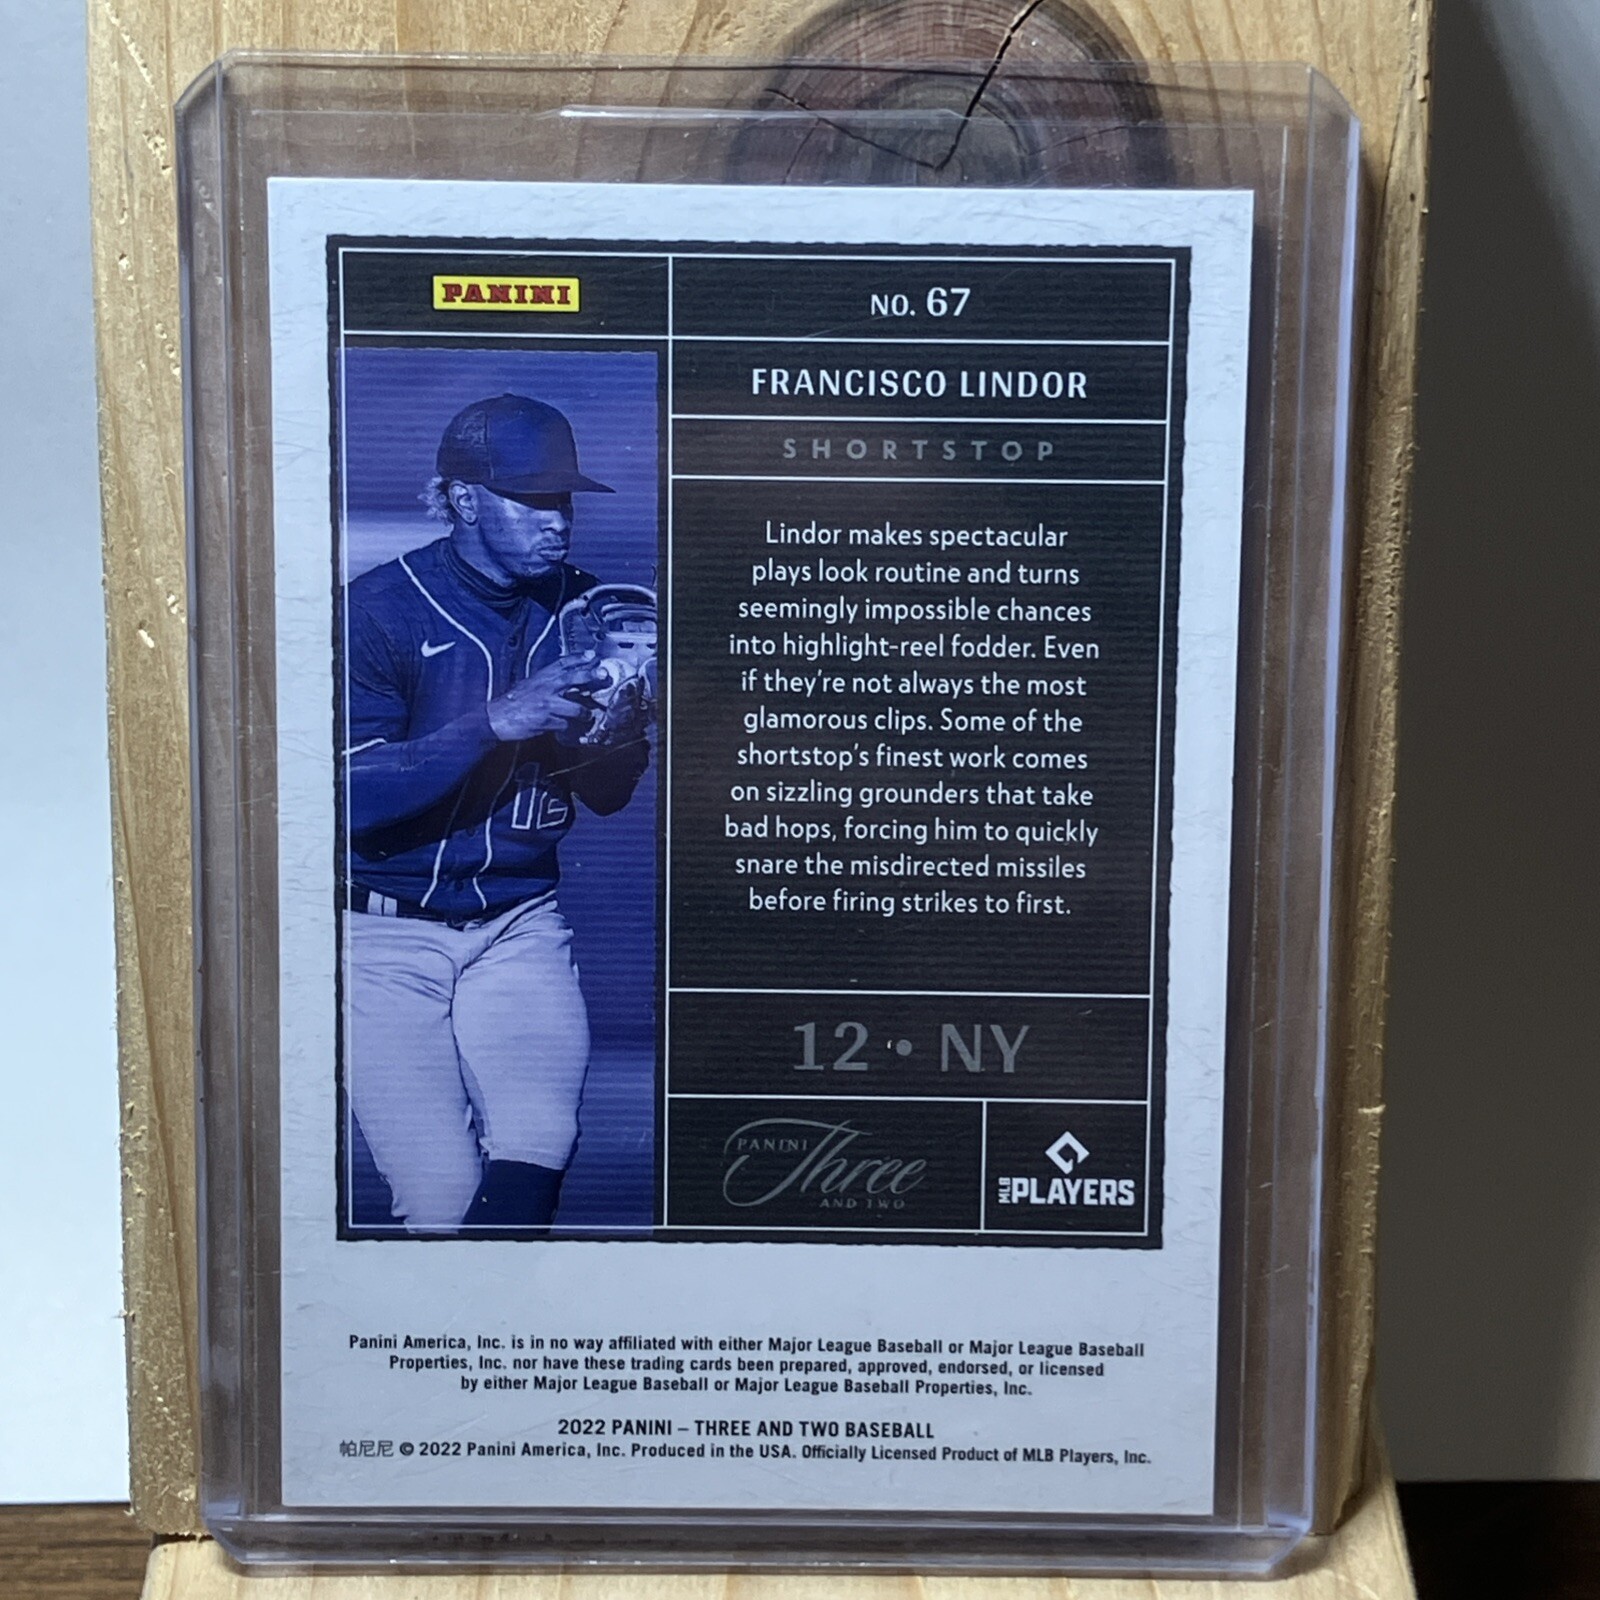 PANINI
NO. 67
FRANCISCO LINDOR
SHORTSTOP
Lindor makes spectacular
plays look routine and turns
seemingly impossible chances
into highlight-reel fodder. Even
if they're not always the most
glamorous clips. Some of the
shortstop's finest work comes
on sizzling grounders that take
bad hops, forcing him to quickly
snare the misdirected missiles
before firing strikes to first.
12 • NY
PANINI
Three
AND TWO
MLB PLAYERS
Panini America, Inc. is in no way affiliated with either Major League Baseball or Major League Baseball
Properties, Inc. nor have these trading cards been prepared, approved, endorsed, or licensed
by either Major League Baseball or Major League Baseball Properties, Inc.
2022 PANINI – THREE AND TWO BASEBALL
帕尼尼 © 2022 Panini America, Inc. Produced in the USA. Officially Licensed Product of MLB Players, Inc.